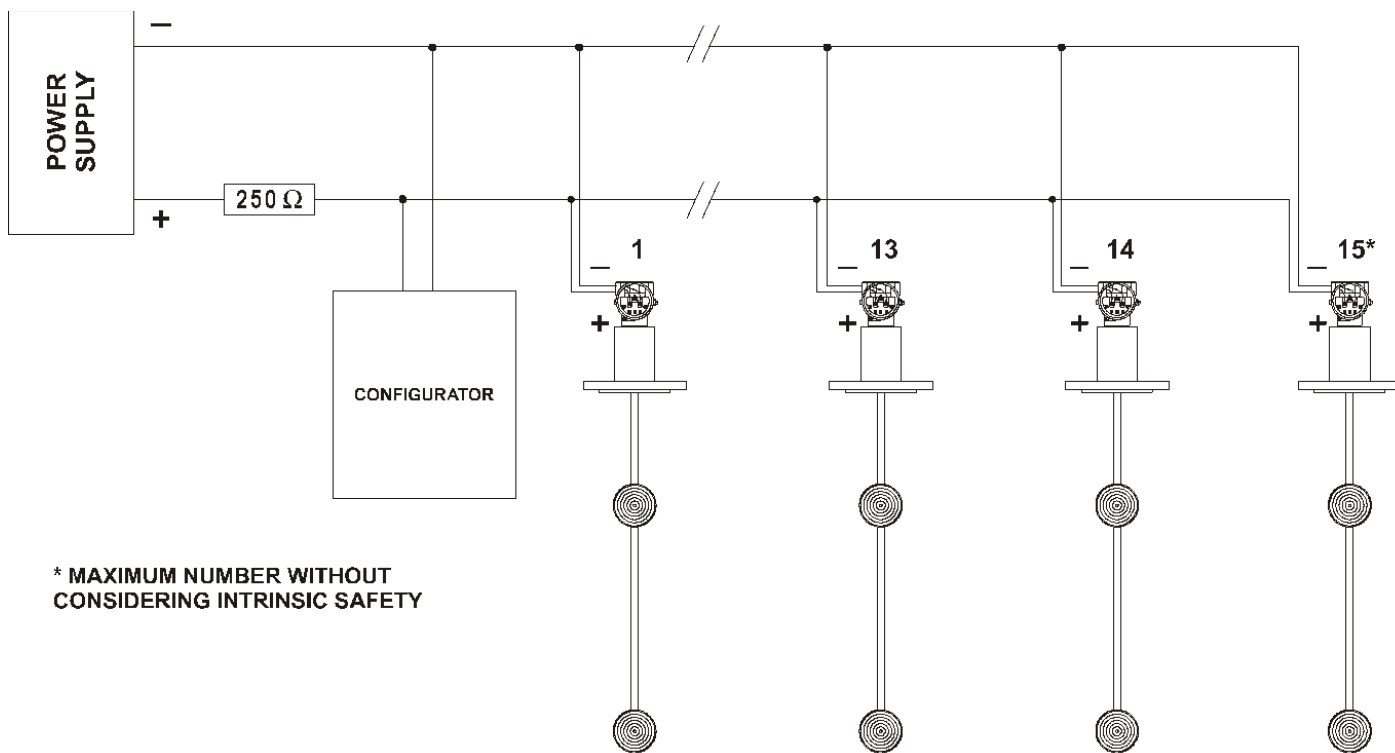 −
POWER
SUPPLY
250 Ω
+
1
13
14
15*
−
−
−
−
+
+
+
+
CONFIGURATOR
* MAXIMUM NUMBER WITHOUT
CONSIDERING INTRINSIC SAFETY